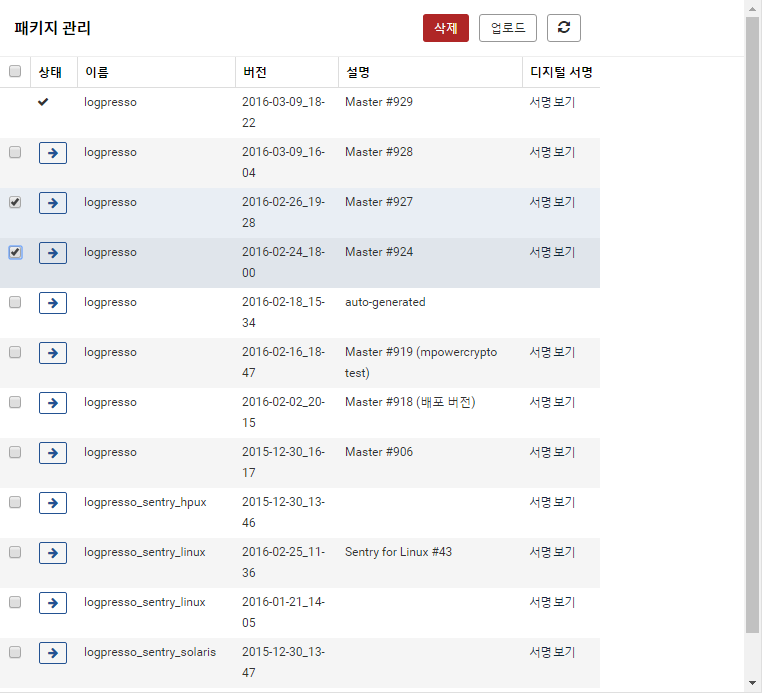 패키지 관리 삭제 업로드
상태 이름 버전 설명 디지털 서명
logpresso 2016-03-09_18- Master #929 서명 보기
22
logpresso 2016-03-09_16- Master #928 서명 보기
04
logpresso 2016-02-26_19- Master #927 서명 보기
28
logpresso 2016-02-24_18- Master #924 서명 보기
00
logpresso 2016-02-18_15- auto-generated
34
logpresso 2016-02-16_18- Master #919 (mpowercrypto 서명 보기
47 test)
logpresso 2016-02-02_20- Master #918 (배포 버전) 서명 보기
15
logpresso 2015-12-30_16- Master #906 서명 보기
17
logpresso_sentry_hpux 2015-12-30_13- 서명 보기
46
logpresso_sentry_linux 2016-02-25_11- Sentry for Linux #43 서명 보기
36
logpresso_sentry_linux 2016-01-21_14- 서명 보기
05
logpresso_sentry_solaris 2015-12-30_13- 서명 보기
47